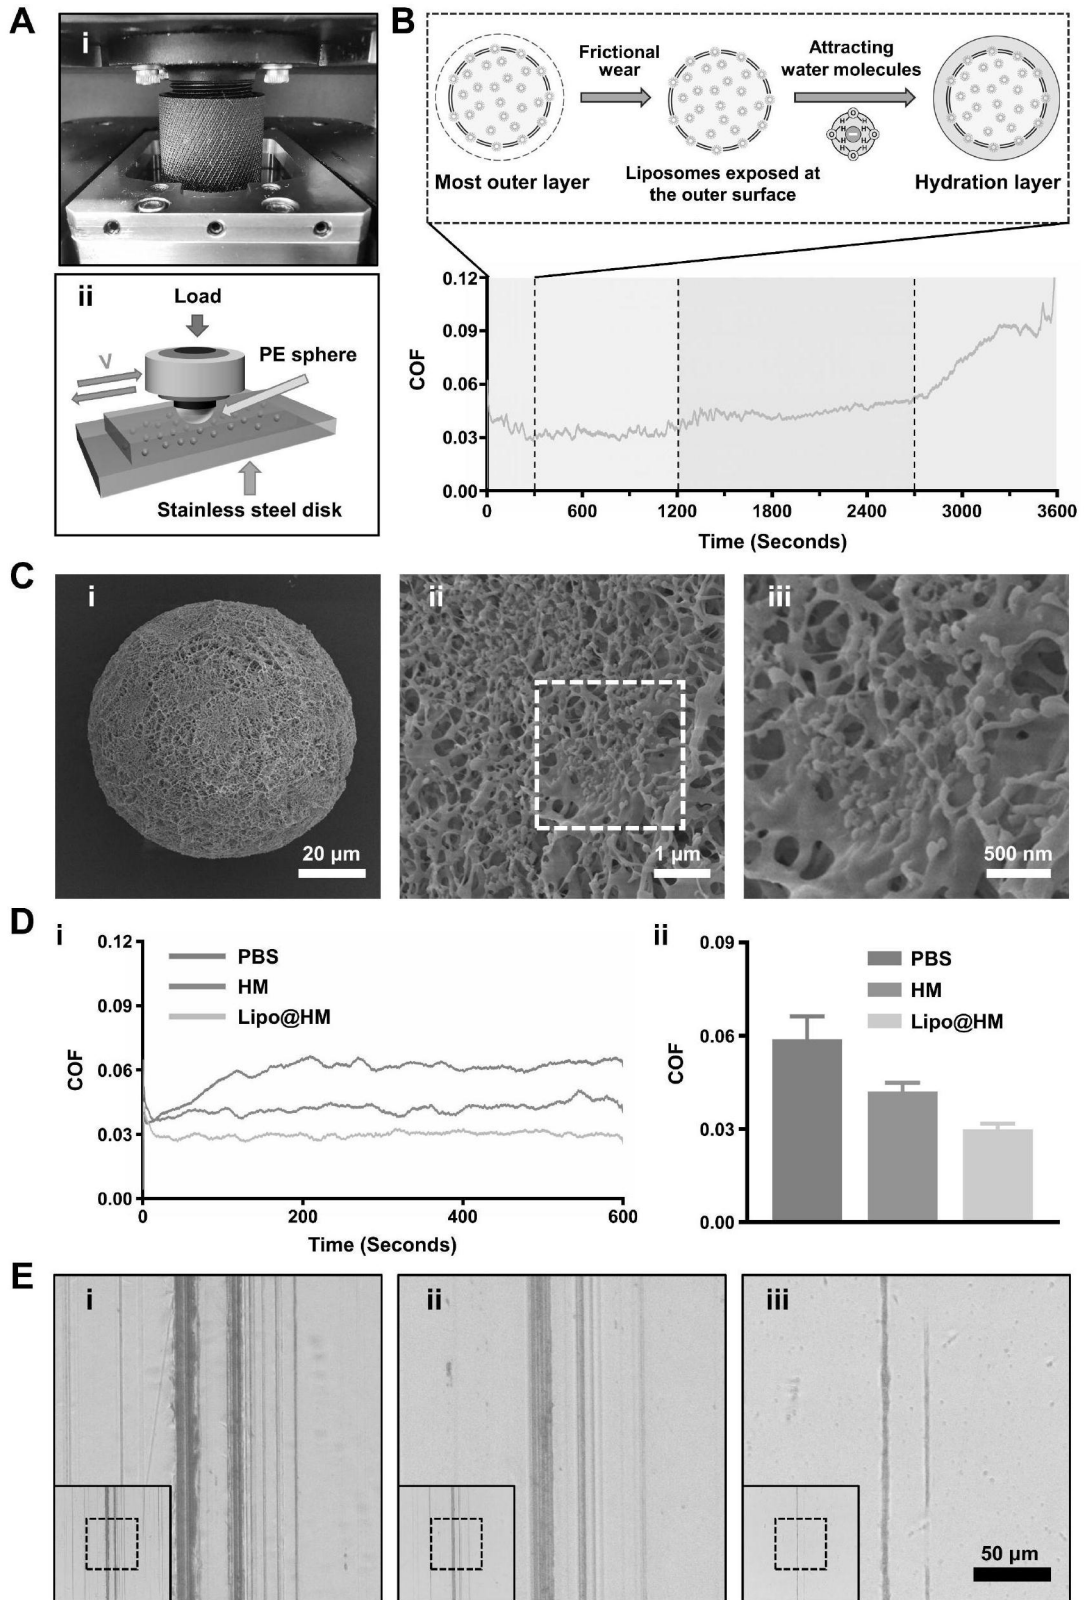 A
i
ii
Load
V
PE sphere
Stainless steel disk
B
Frictional
wear
Attracting
water molecules
O
H H
O O
H H
O
Most outer layer
Liposomes exposed at
the outer surface
Hydration layer
0.12
0.09
0.06
0.03
0.00
COF
0 600 1200 1800 2400 3000 3600
Time (Seconds)
C
i
20 µm
ii
1 µm
iii
500 nm
D
i
0.12
0.09
0.06
0.03
0.00
COF
PBS
HM
Lipo@HM
0 200 400 600
Time (Seconds)
ii
0.09
0.06
0.03
0.00
COF
PBS
HM
Lipo@HM
E
i
ii
iii
50 µm